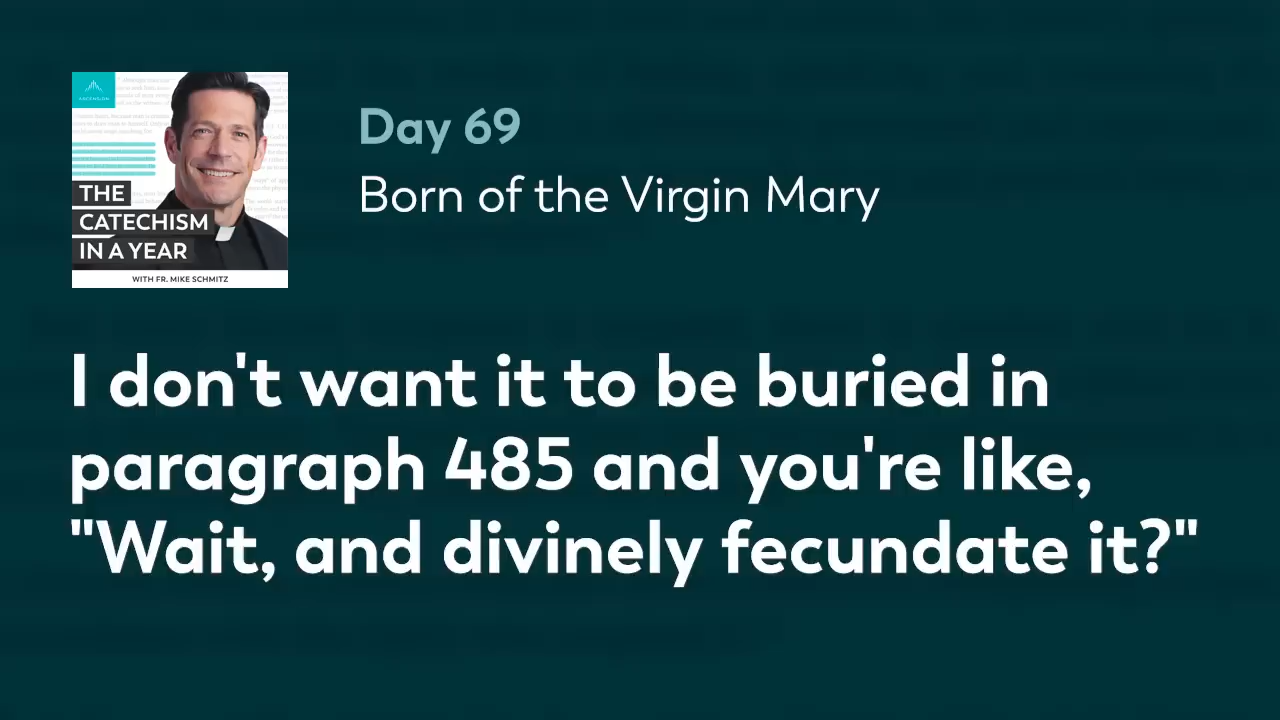 ASCENSION
THE
CATECHISM
IN A YEAR
WITH FR. MIKE SCHMITZ
Day 69
Born of the Virgin Mary
I don't want it to be buried in
paragraph 485 and you're like,
"Wait, and divinely fecundate it?"